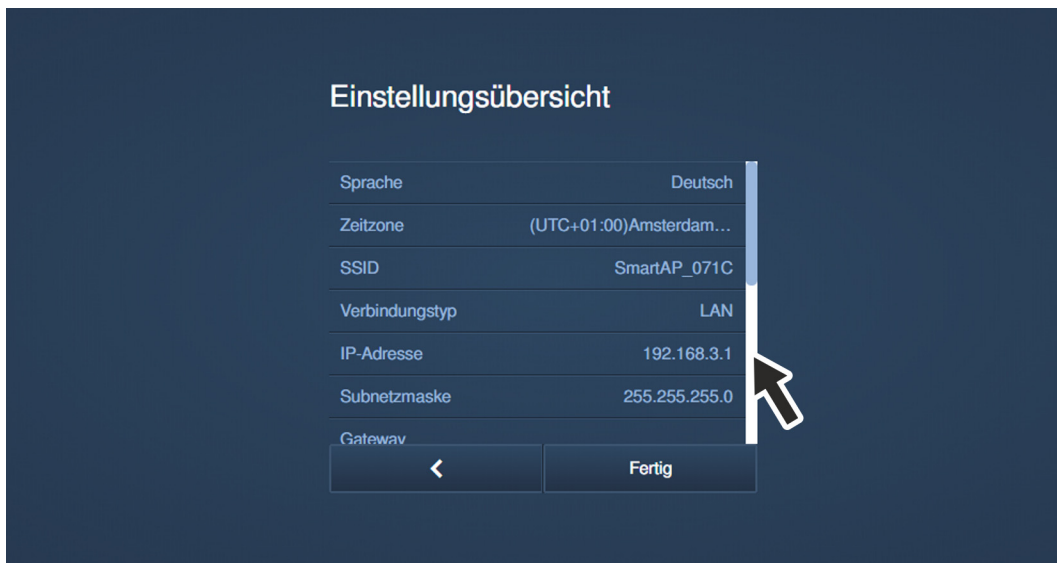 Einstellungsübersicht
Sprache Deutsch
Zeitzone (UTC+01:00)Amsterdam...
SSID SmartAP_071C
Verbindungstyp LAN
IP-Adresse 192.168.3.1
Subnetzmaske 255.255.255.0
Gateway
Fertig